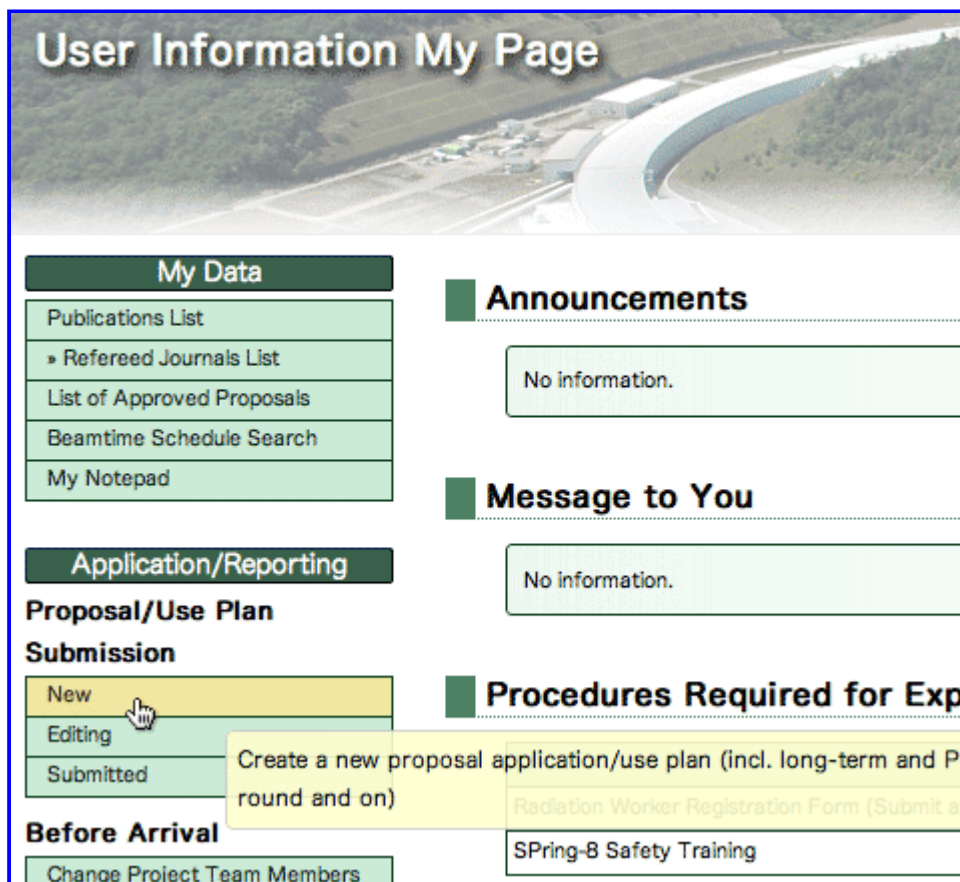 User Information My Page
My Data
Publications List
» Refereed Journals List
List of Approved Proposals
Beamtime Schedule Search
My Notepad
Application/Reporting
Proposal/Use Plan
Submission
New
Editing
Submitted
Before Arrival
Change Project Team Members
Announcements
No information.
Message to You
No information.
Procedures Required for Exp
Create a new proposal application/use plan (incl. long-term and P
round and on)
Radiation Worker Registration Form (Submit a
SPring-8 Safety Training